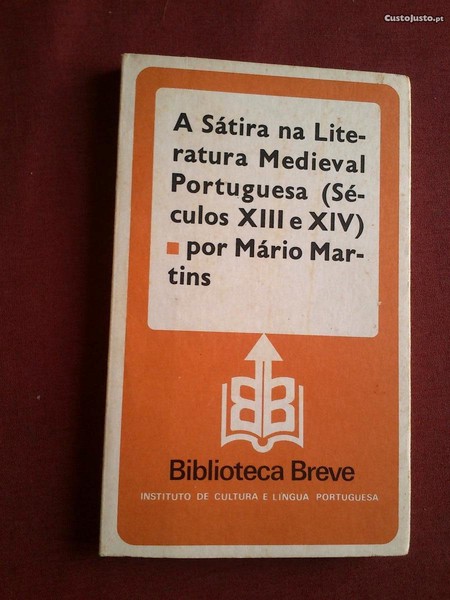 CustoJusto.pt
A Sátira na Lite-
ratura Medieval
Portuguesa (Sé-
culos XIII e XIV)
■ por Mário Mar-
tins
BB
Biblioteca Breve
INSTITUTO DE CULTURA E LÍNGUA PORTUGUESA